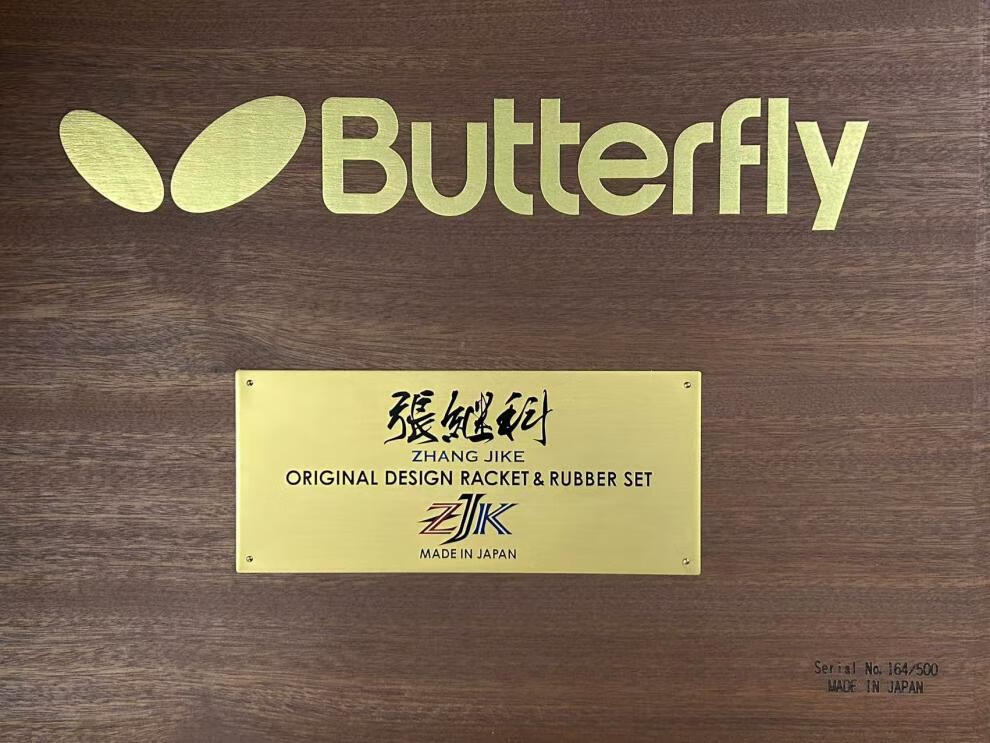 Butterfly
張継科
ZHANG JIKE
ORIGINAL DESIGN RACKET & RUBBER SET
ZJK
MADE IN JAPAN
Serial No. 164/500
MADE IN JAPAN